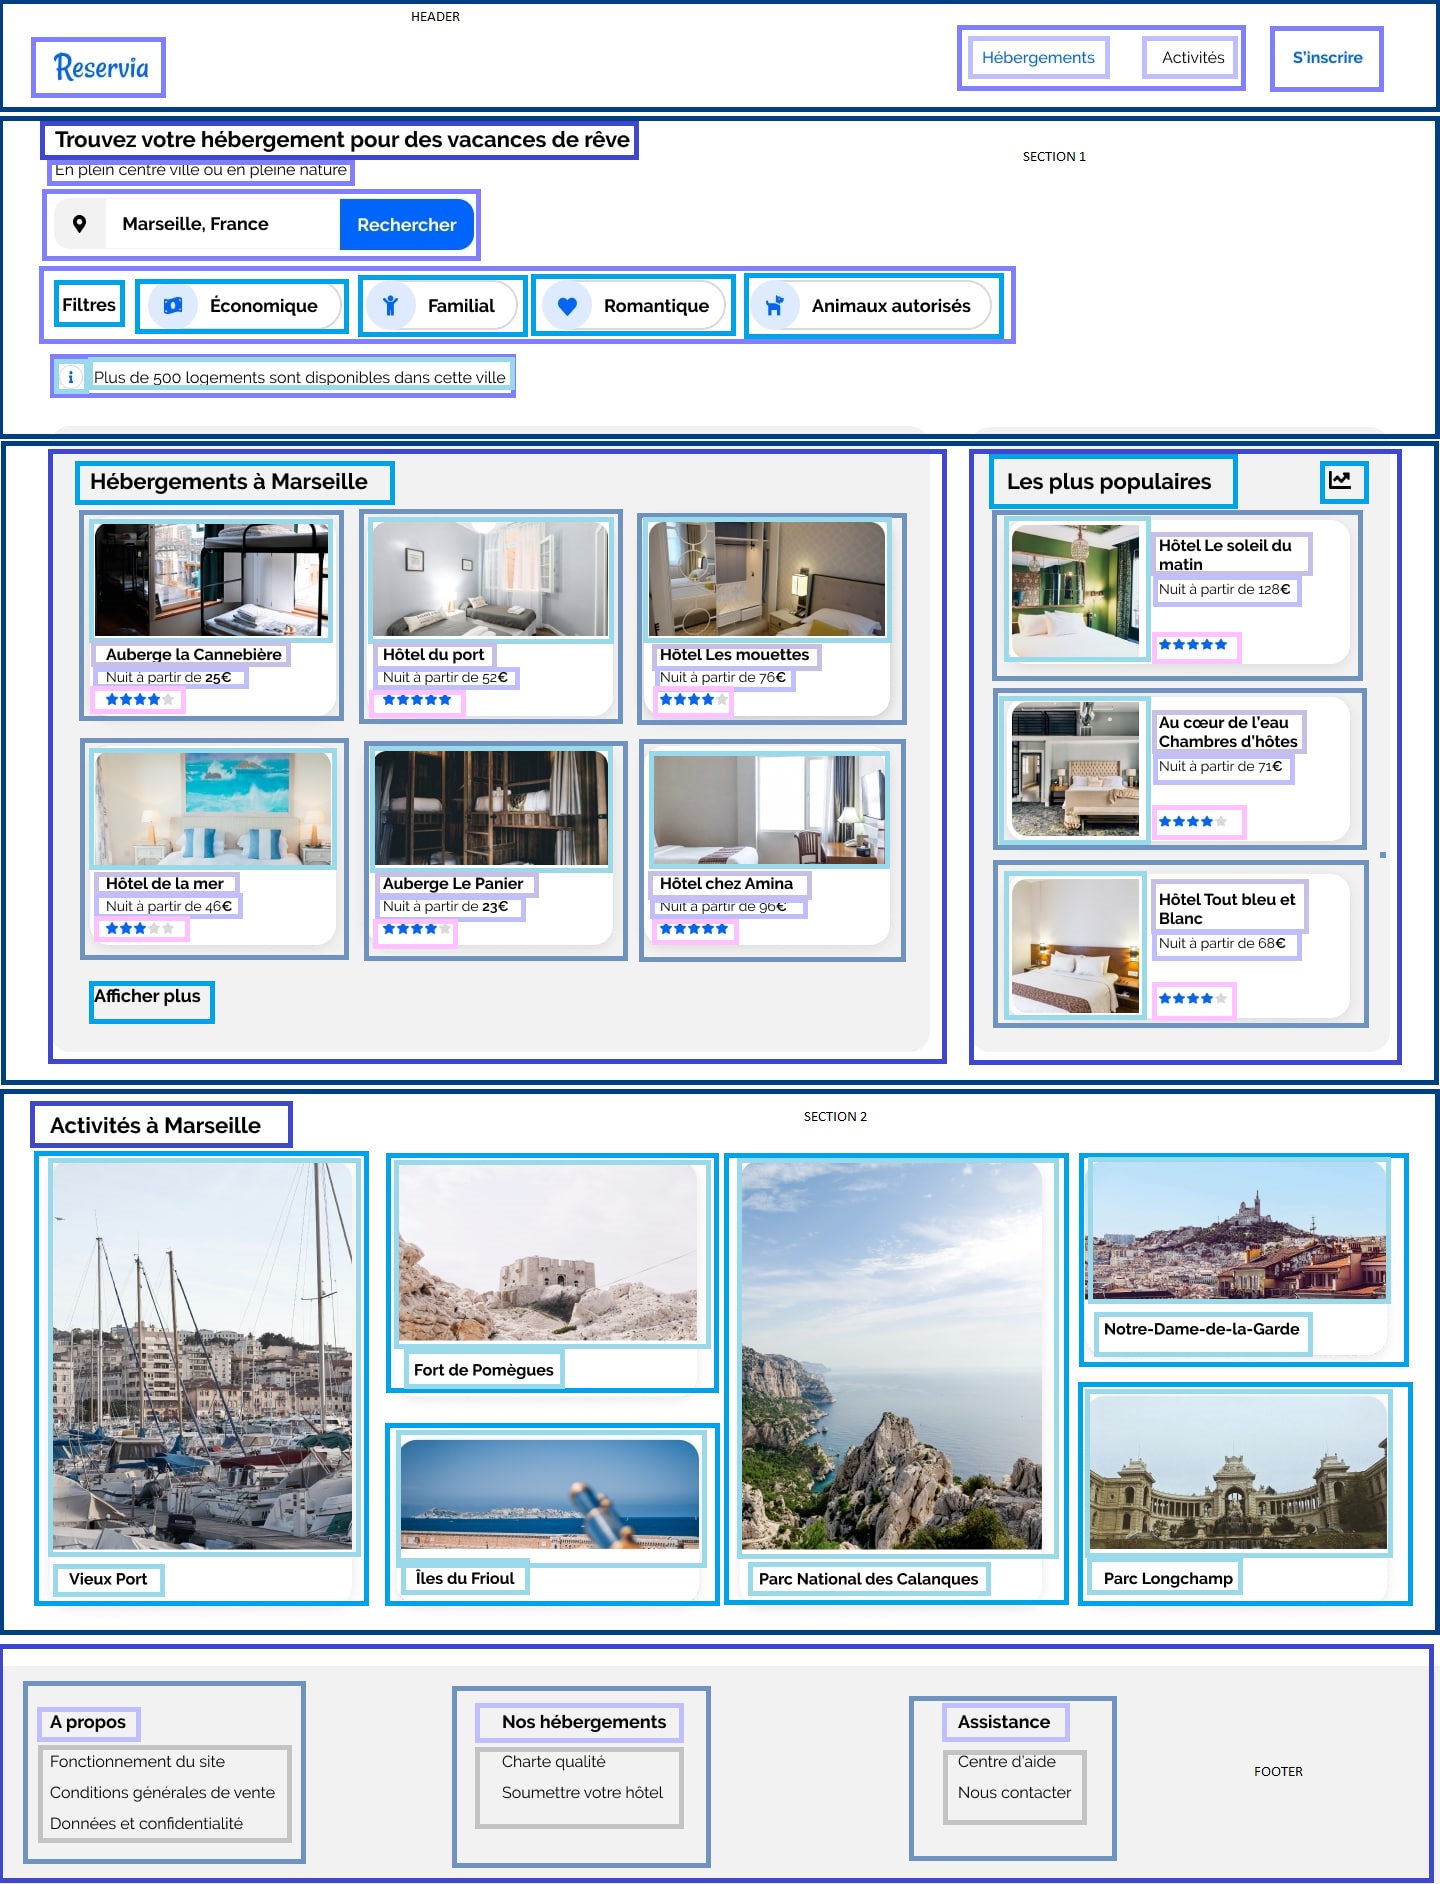 HEADER
Reservia
Hébergements
Activités
S'inscrire
Trouvez votre hébergement pour des vacances de rêve
SECTION 1
En plein centre ville ou en pleine nature
Marseille, France
Rechercher
Filtres
Économique
Familial
Romantique
Animaux autorisés
i Plus de 500 logements sont disponibles dans cette ville
Hébergements à Marseille
Auberge la Cannebière
Nuit à partir de 25€
Hôtel du port
Nuit à partir de 52€
Hôtel Les mouettes
Nuit à partir de 76€
Hôtel de la mer
Nuit à partir de 46€
Auberge Le Panier
Nuit à partir de 23€
Hôtel chez Amina
Nuit à partir de 96€
Afficher plus
Les plus populaires
Hôtel Le soleil du
matin
Nuit à partir de 128€
Au cœur de l'eau
Chambres d'hôtes
Nuit à partir de 71€
Hôtel Tout bleu et
Blanc
Nuit à partir de 68€
Activités à Marseille
SECTION 2
Vieux Port
Fort de Pomègues
Îles du Frioul
Parc National des Calanques
Notre-Dame-de-la-Garde
Parc Longchamp
A propos
Fonctionnement du site
Conditions générales de vente
Données et confidentialité
Nos hébergements
Charte qualité
Soumettre votre hôtel
Assistance
Centre d'aide
Nous contacter
FOOTER